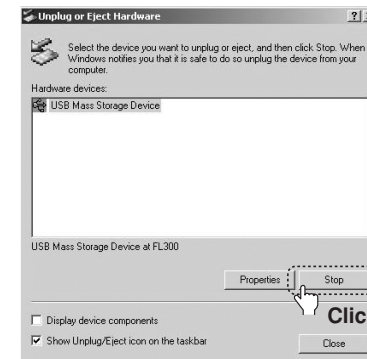 Unplug or Eject Hardware
Select the device you want to unplug or eject, and then click Stop. When
Windows notifies you that it is safe to do so unplug the device from your
computer.
Hardware devices:
USB Mass Storage Device
USB Mass Storage Device at FL300
Properties Stop
Clic
Display device components
Show Unplug/Eject icon on the taskbar
Close